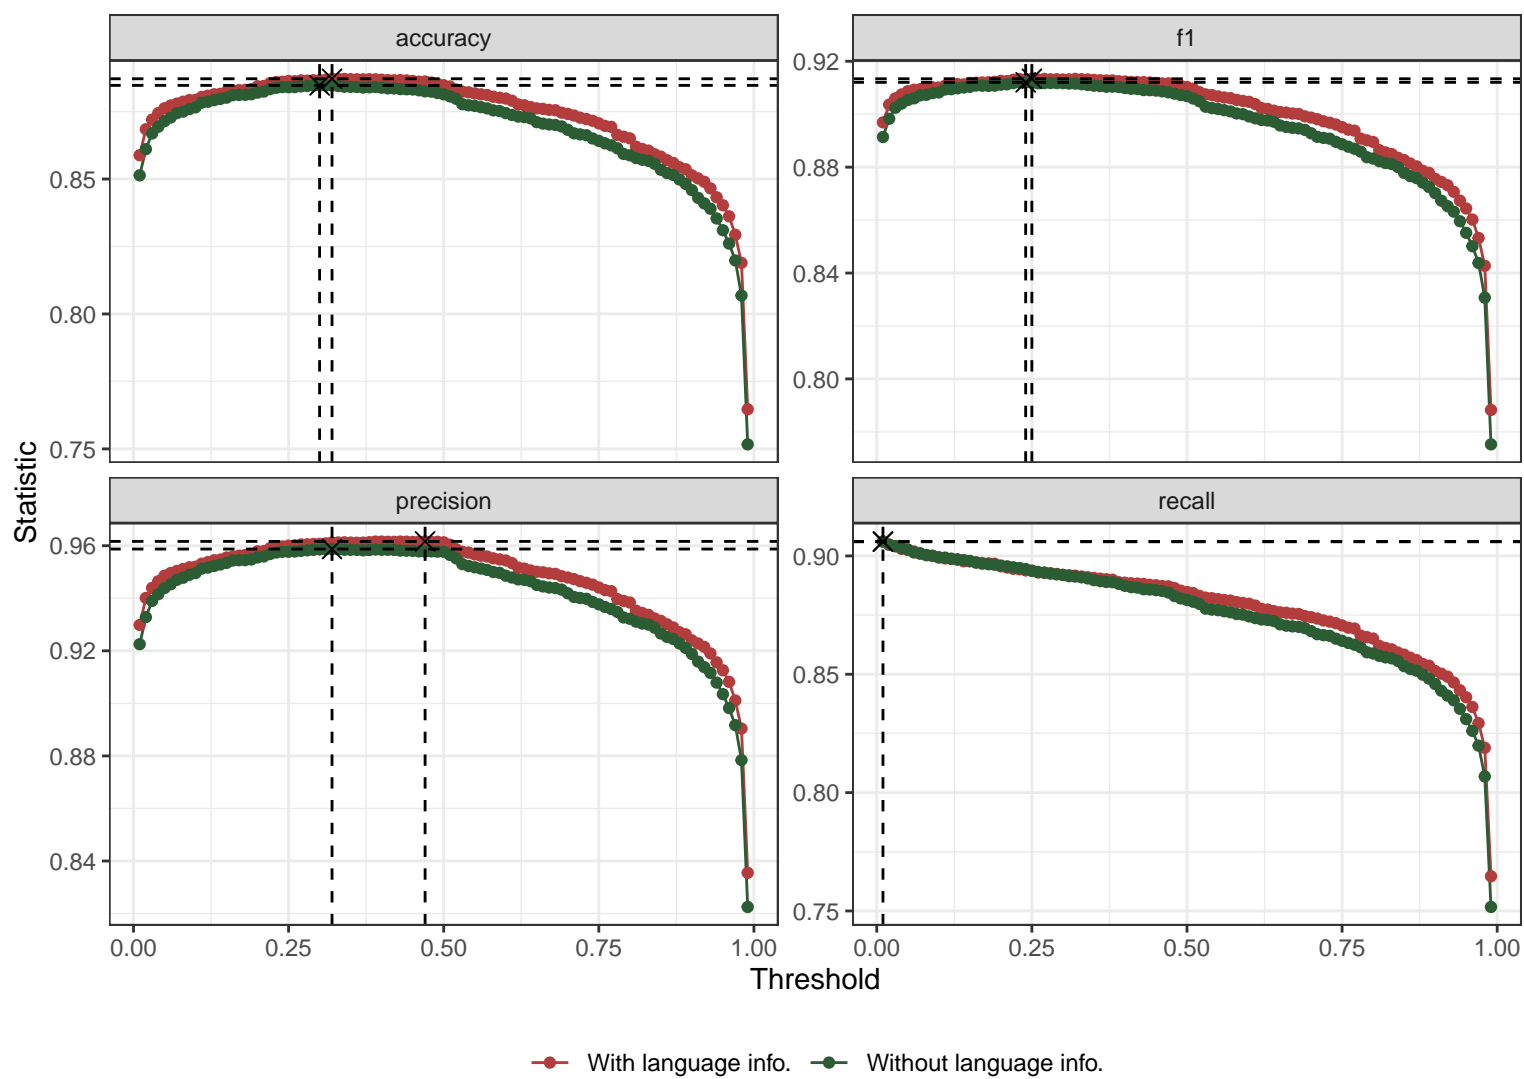 accuracy
f1
0.85
0.80
0.75
0.92
0.88
0.84
0.80
precision
recall
0.96
0.92
0.88
0.84
0.90
0.85
0.80
0.75
0.00 0.25 0.50 0.75 1.00
0.00 0.25 0.50 0.75 1.00
Statistic
Threshold
With language info. Without language info.